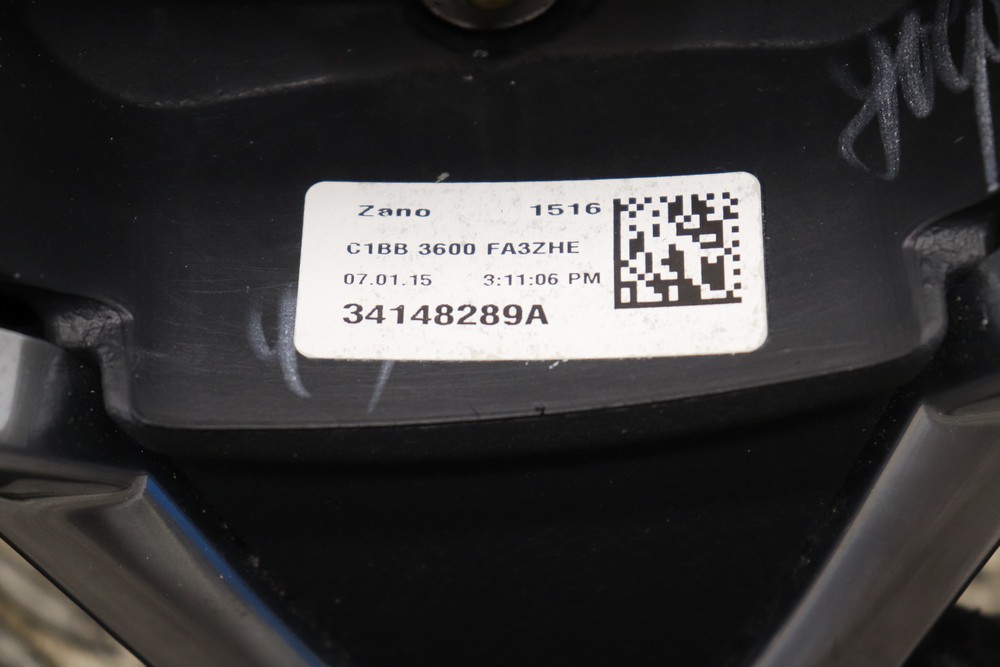 Zano 1516
C1BB 3600 FA3ZHE
07.01.15 3:11:06 PM
34148289A